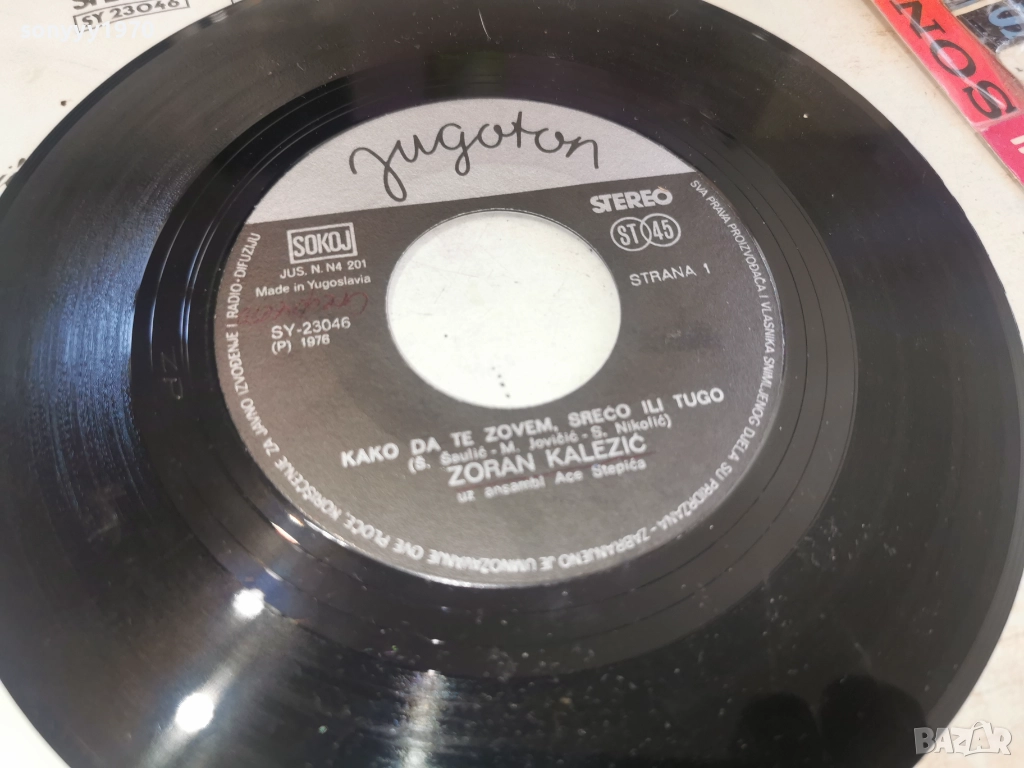 SY 23046
NOS
jugoton
STEREO
ST 45
SOKOJ
JUS. N. N4 201
Made in Yugoslavia
STRANA 1
SY-23046
(P) 1976
KAKO DA TE ZOVEM, SREĆO ILI TUGO
(Š. Šaulić - M. Jovičić - S. Nikolić)
ZORAN KALEZIĆ
uz ansambl Ace Stepića
SVA PRAVA PROIZVOĐAČA I VLASNIKA SNIMLJENOG DJELA SU PRIDRŽANA - ZABRANJENO JE UMNOŽAVANJE OVE PLOČE. KORIŠĆENJE ZA JAVNO IZVOĐENJE I RADIO-DIFUZIJU
BAZAR